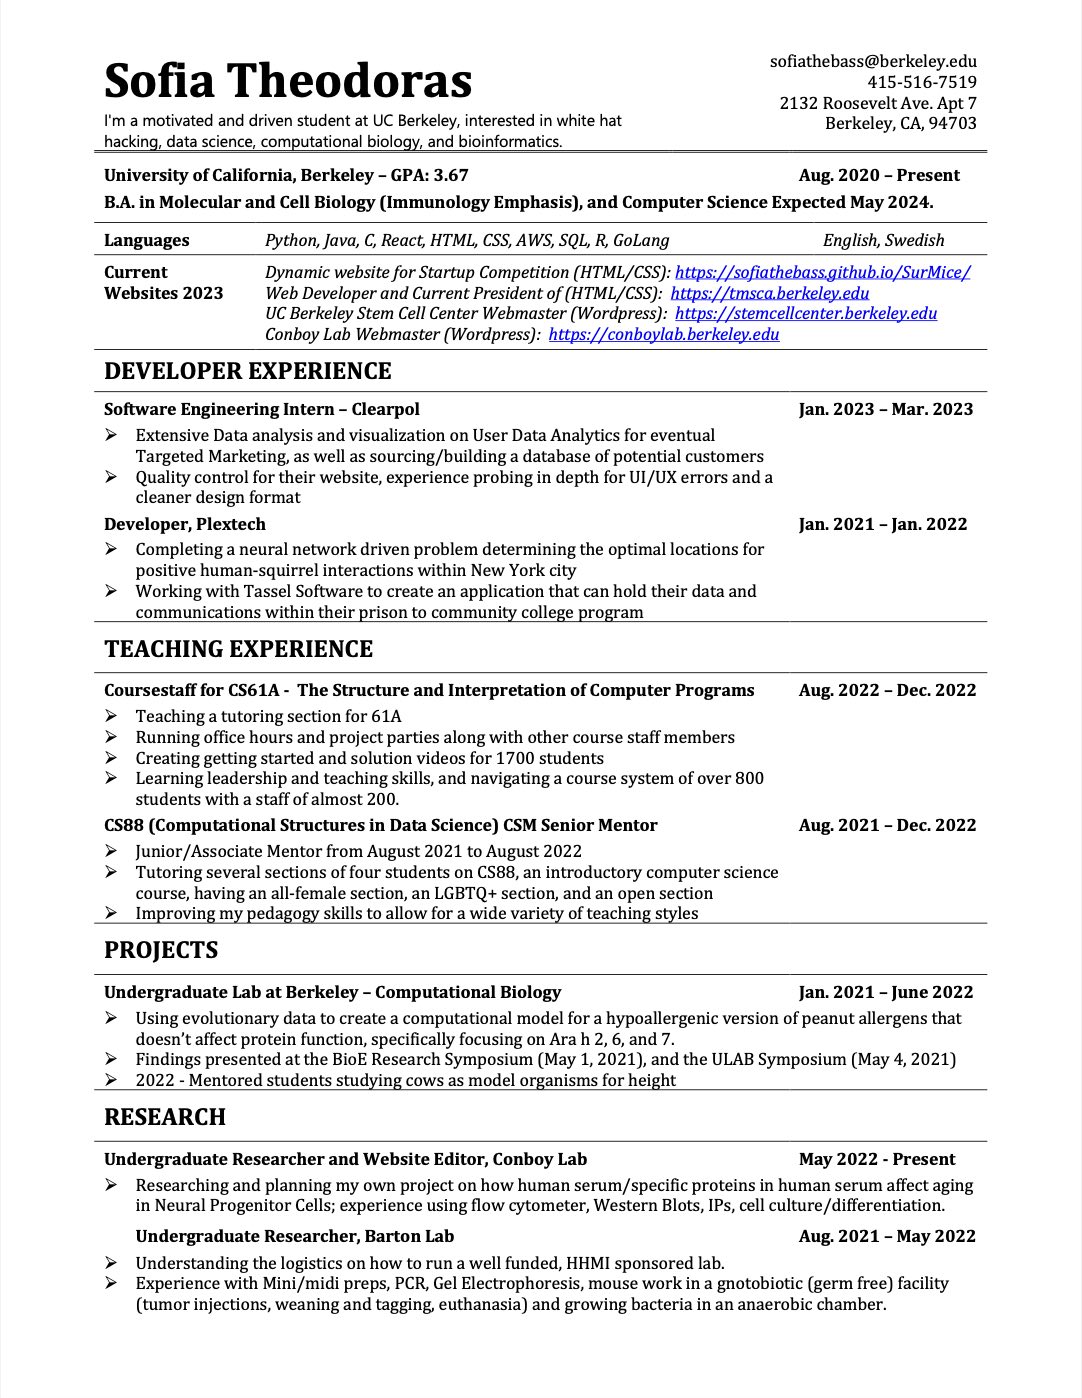 Sofia Theodoras
I'm a motivated and driven student at UC Berkeley, interested in white hat
hacking, data science, computational biology, and bioinformatics.
sofiathebass@berkeley.edu
415-516-7519
2132 Roosevelt Ave. Apt 7
Berkeley, CA, 94703
University of California, Berkeley – GPA: 3.67 Aug. 2020 – Present
B.A. in Molecular and Cell Biology (Immunology Emphasis), and Computer Science Expected May 2024.
Languages Python, Java, C, React, HTML, CSS, AWS, SQL, R, GoLang English, Swedish
Current
Websites 2023
Dynamic website for Startup Competition (HTML/CSS): https://sofiathebass.github.io/SurMice/
Web Developer and Current President of (HTML/CSS): https://tmsca.berkeley.edu
UC Berkeley Stem Cell Center Webmaster (Wordpress): https://stemcellcenter.berkeley.edu
Conboy Lab Webmaster (Wordpress): https://conboylab.berkeley.edu
DEVELOPER EXPERIENCE
Software Engineering Intern – Clearpol Jan. 2023 – Mar. 2023
➢ Extensive Data analysis and visualization on User Data Analytics for eventual
Targeted Marketing, as well as sourcing/building a database of potential customers
➢ Quality control for their website, experience probing in depth for UI/UX errors and a
cleaner design format
Developer, Plextech Jan. 2021 – Jan. 2022
➢ Completing a neural network driven problem determining the optimal locations for
positive human-squirrel interactions within New York city
➢ Working with Tassel Software to create an application that can hold their data and
communications within their prison to community college program
TEACHING EXPERIENCE
Coursestaff for CS61A - The Structure and Interpretation of Computer Programs Aug. 2022 – Dec. 2022
➢ Teaching a tutoring section for 61A
➢ Running office hours and project parties along with other course staff members
➢ Creating getting started and solution videos for 1700 students
➢ Learning leadership and teaching skills, and navigating a course system of over 800
students with a staff of almost 200.
CS88 (Computational Structures in Data Science) CSM Senior Mentor Aug. 2021 – Dec. 2022
➢ Junior/Associate Mentor from August 2021 to August 2022
➢ Tutoring several sections of four students on CS88, an introductory computer science
course, having an all-female section, an LGBTQ+ section, and an open section
➢ Improving my pedagogy skills to allow for a wide variety of teaching styles
PROJECTS
Undergraduate Lab at Berkeley – Computational Biology Jan. 2021 – June 2022
➢ Using evolutionary data to create a computational model for a hypoallergenic version of peanut allergens that
doesn’t affect protein function, specifically focusing on Ara h 2, 6, and 7.
➢ Findings presented at the BioE Research Symposium (May 1, 2021), and the ULAB Symposium (May 4, 2021)
➢ 2022 - Mentored students studying cows as model organisms for height
RESEARCH
Undergraduate Researcher and Website Editor, Conboy Lab May 2022 - Present
➢ Researching and planning my own project on how human serum/specific proteins in human serum affect aging
in Neural Progenitor Cells; experience using flow cytometer, Western Blots, IPs, cell culture/differentiation.
Undergraduate Researcher, Barton Lab Aug. 2021 – May 2022
➢ Understanding the logistics on how to run a well funded, HHMI sponsored lab.
➢ Experience with Mini/midi preps, PCR, Gel Electrophoresis, mouse work in a gnotobiotic (germ free) facility
(tumor injections, weaning and tagging, euthanasia) and growing bacteria in an anaerobic chamber.